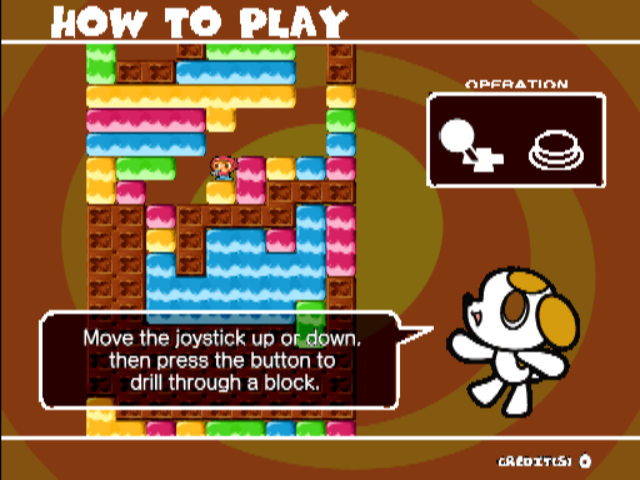 HOW TO PLAY
OPERATION
Move the joystick up or down,
then press the button to
drill through a block.
CREDIT(S) 0